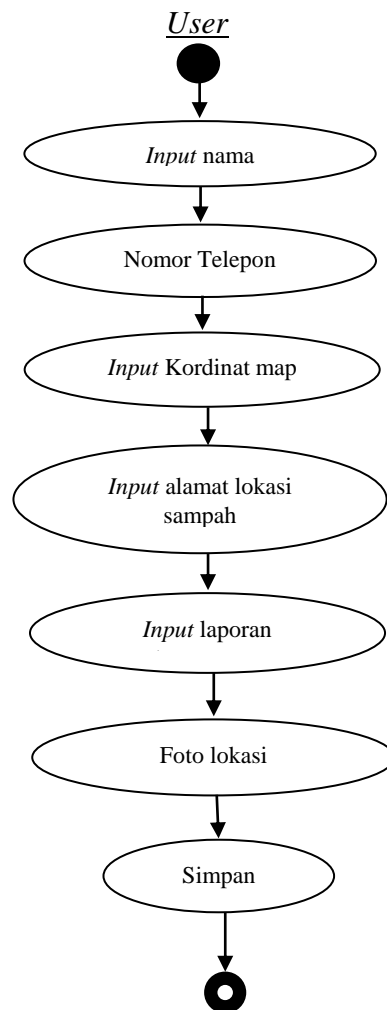 User
Input nama
Nomor Telepon
Input Kordinat map
Input alamat lokasi
sampah
Input laporan
Foto lokasi
Simpan